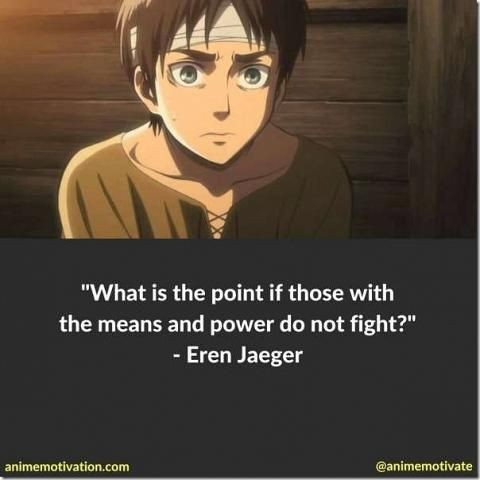 "What is the point if those with
the means and power do not fight?"
- Eren Jaeger
animemotivation.com
@animemotivate